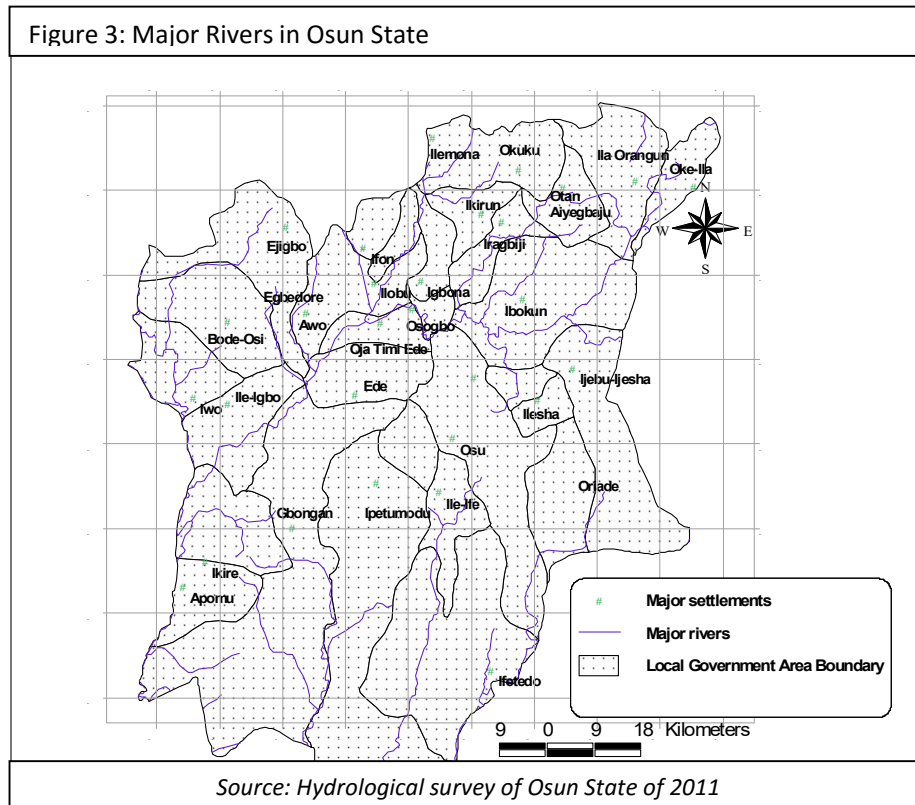 Figure 3: Major Rivers in Osun State
Ilemona
Okuku
Ila Orangun
Oke-Ila
N
Ikirun
Otan
Aiyegbaju
W
E
S
Ejigbo
Ifon
Iragbiji
Egbedore
Ilobu
Igbona
Ibokun
Awo
Osogbo
Bode-Osi
Oja Timi Ede
Ede
Ijebu-Ijesha
Iwo
Ile-Igbo
Ilesha
Osu
Oriade
Gbongan
Ipetumodu
Ile-Ife
Ikire
Apomu
Ifetedo
# Major settlements
Major rivers
Local Government Area Boundary
9 0 9 18 Kilometers
Source: Hydrological survey of Osun State of 2011